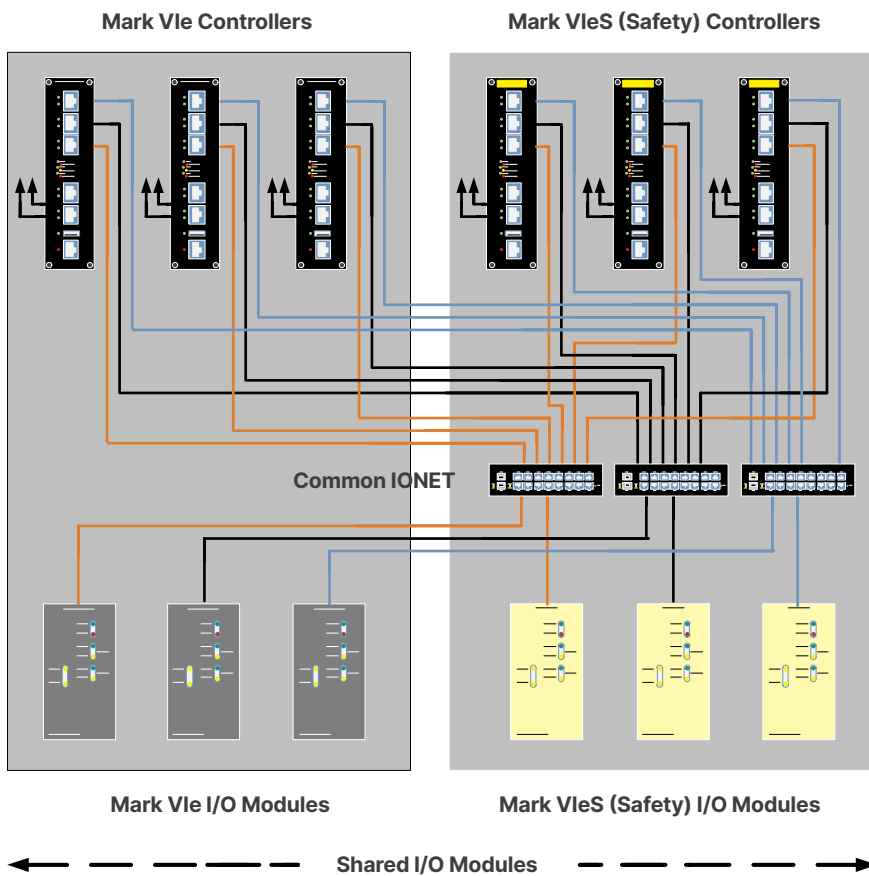 Mark VIe Controllers
Mark VIeS (Safety) Controllers
Common IONET
Mark VIe I/O Modules
Mark VIeS (Safety) I/O Modules
Shared I/O Modules